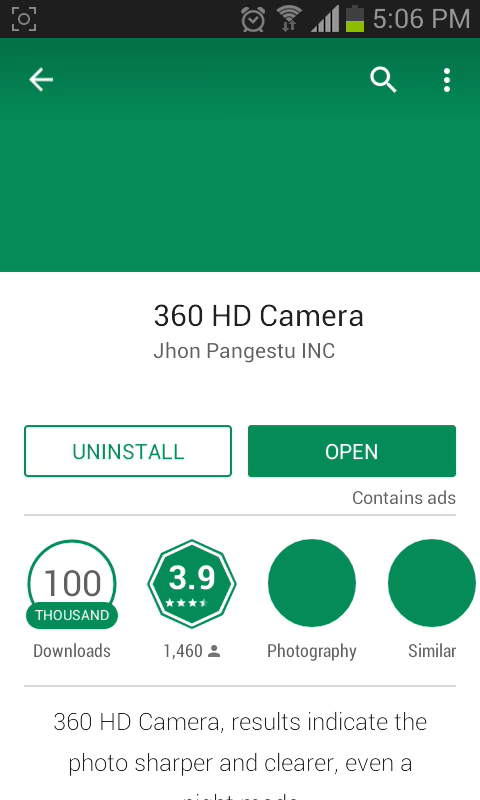 5:06 PM
360 HD Camera
Jhon Pangestu INC
UNINSTALL
OPEN
Contains ads
100
THOUSAND
Downloads
3.9
1,460
Photography
Similar
360 HD Camera, results indicate the
photo sharper and clearer, even a